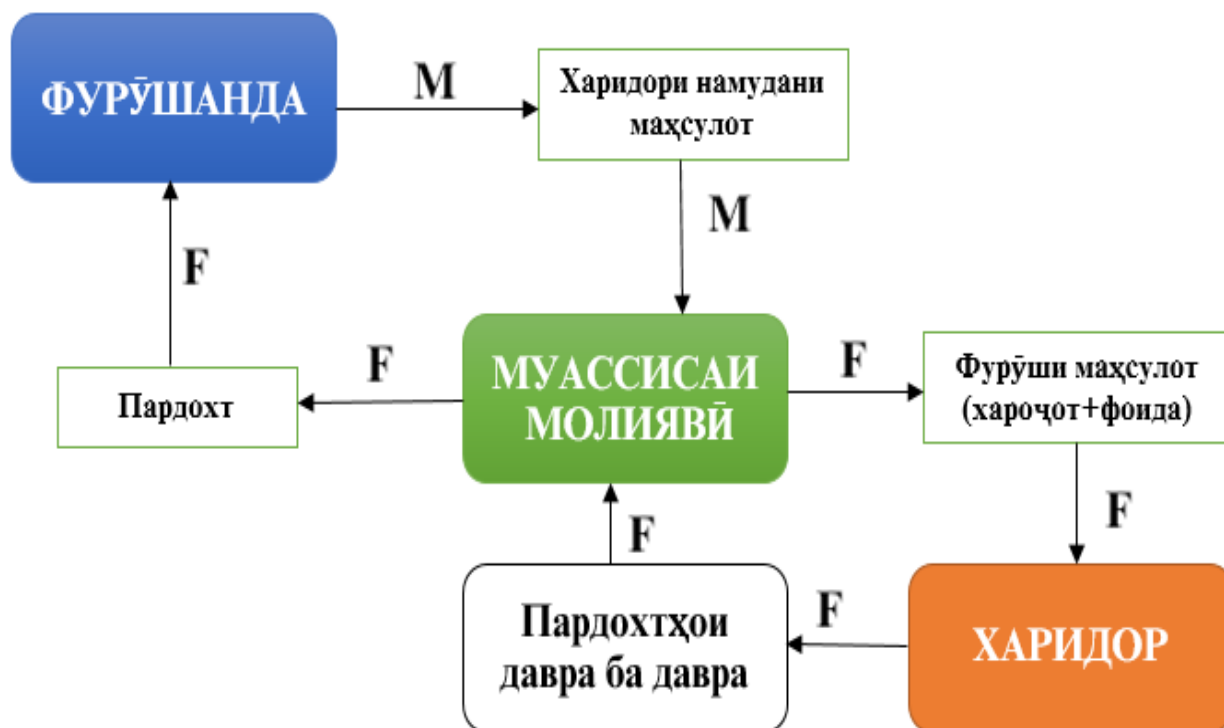 ФУРӮШАНДА
M
Харидори намудани
маҳсулот
M
F
F
Пардохт
МУАССИСАИ
МОЛИЯВӢ
F
Фурӯши маҳсулот
(хароҷот+фоида)
F
F
Пардохтҳои
давра ба давра
F
ХАРИДОР